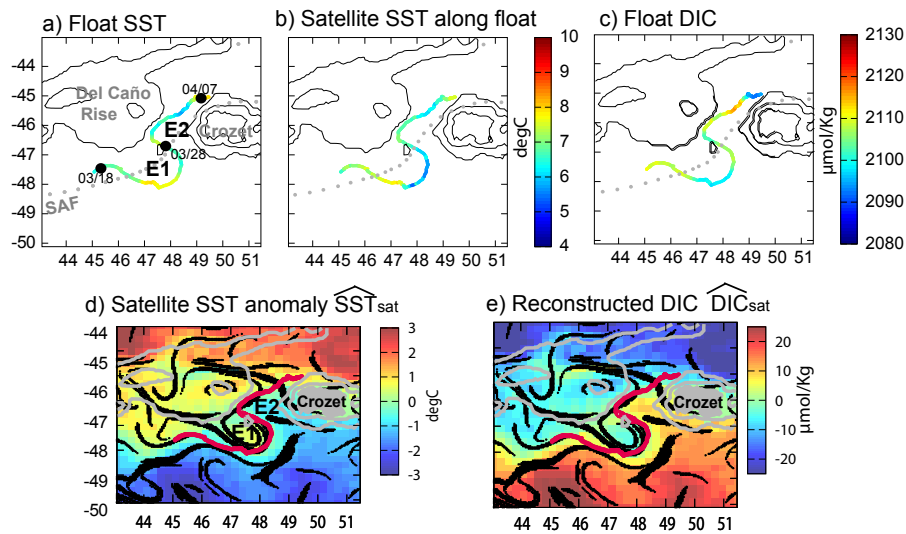 a) Float SST
b) Satellite SST along float
c) Float DIC
-44
-45
-46
-47
-48
-49
-50
44 45 46 47 48 49 50 51
Del Caño
Rise
04/07
Crozet
E2
03/28
E1
03/18
SAF
44 45 46 47 48 49 50 51
10
9
8
7
6
5
4
degC
44 45 46 47 48 49 50 51
2130
2120
2110
2100
2090
2080
µmol/Kg
d) Satellite SST anomaly SST sat
e) Reconstructed DIC DIC sat
-44
-45
-46
-47
-48
-50
44 45 46 47 48 49 50 51
E2
E1
Crozet
3
2
1
0
-1
-2
-3
degC
44 45 46 47 48 49 50 51
Crozet
20
10
0
-10
-20
µmol/Kg